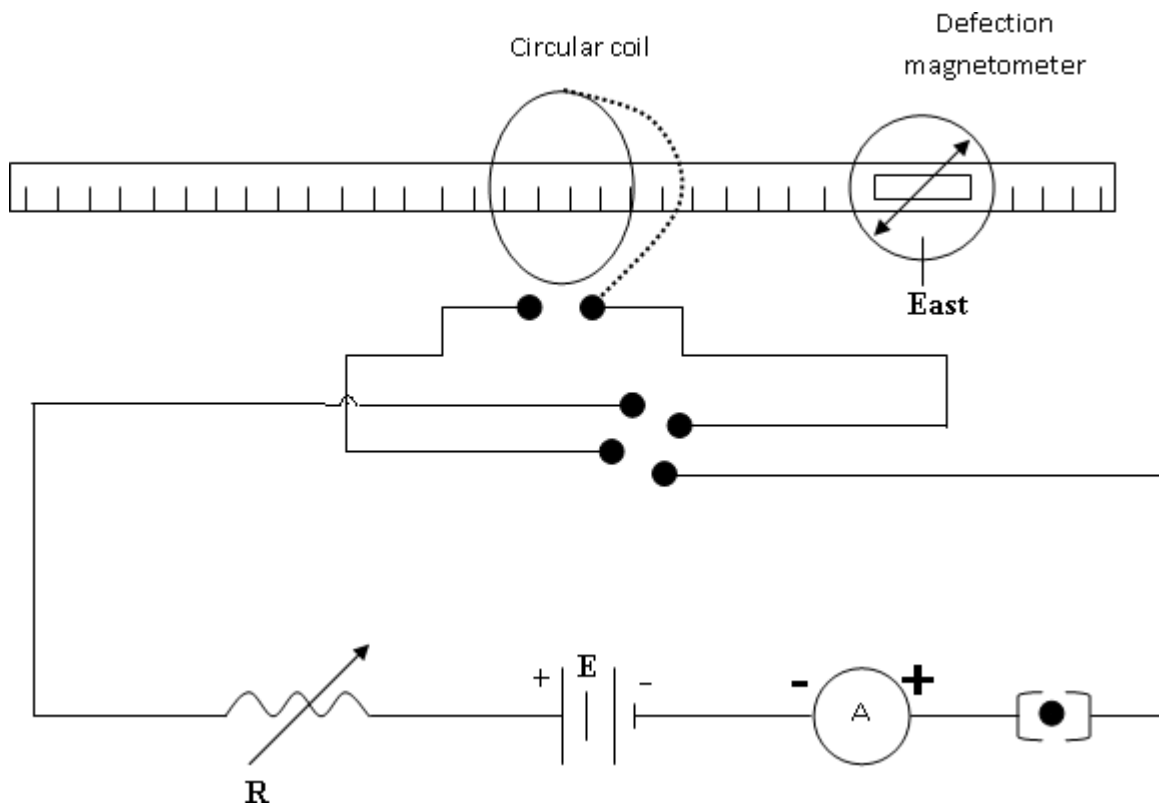 Circular coil
Defection
magnetometer
East
+ E -
- +
A
R